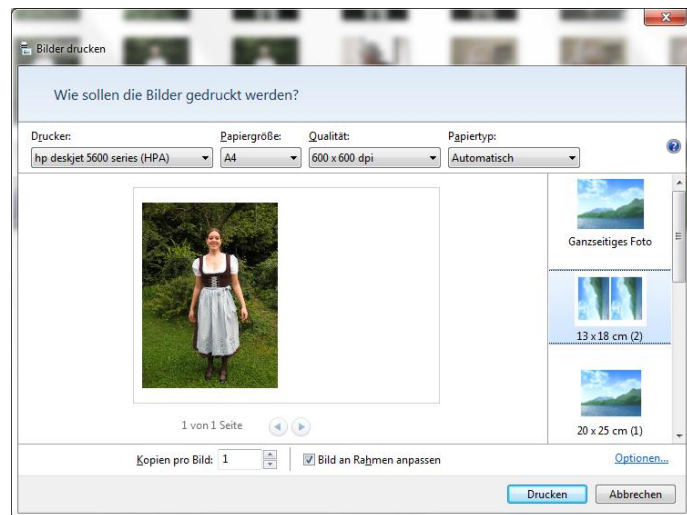 Bilder drucken
Wie sollen die Bilder gedruckt werden?
Drucker: Papiergröße: Qualität: Papiertyp:
hp deskjet 5600 series (HPA) A4 600 x 600 dpi Automatisch
Ganzseitiges Foto
13 x 18 cm (2)
20 x 25 cm (1)
1 von 1 Seite
Kopien pro Bild: 1 Bild an Rahmen anpassen Optionen...
Drucken Abbrechen